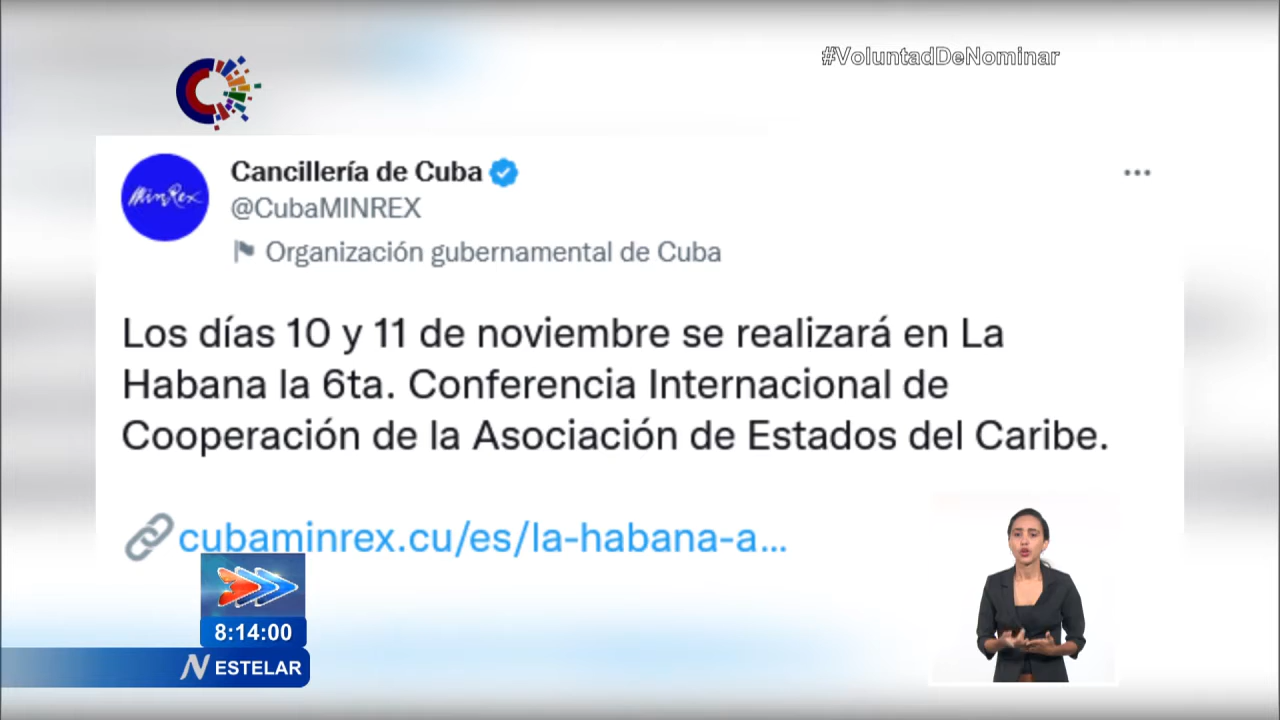 #VoluntadDeNominar
MinRex
Cancillería de Cuba
@CubaMINREX
Organización gubernamental de Cuba
Los días 10 y 11 de noviembre se realizará en La
Habana la 6ta. Conferencia Internacional de
Cooperación de la Asociación de Estados del Caribe.
cubaminrex.cu/es/la-habana-a...
8:14:00
N ESTELAR